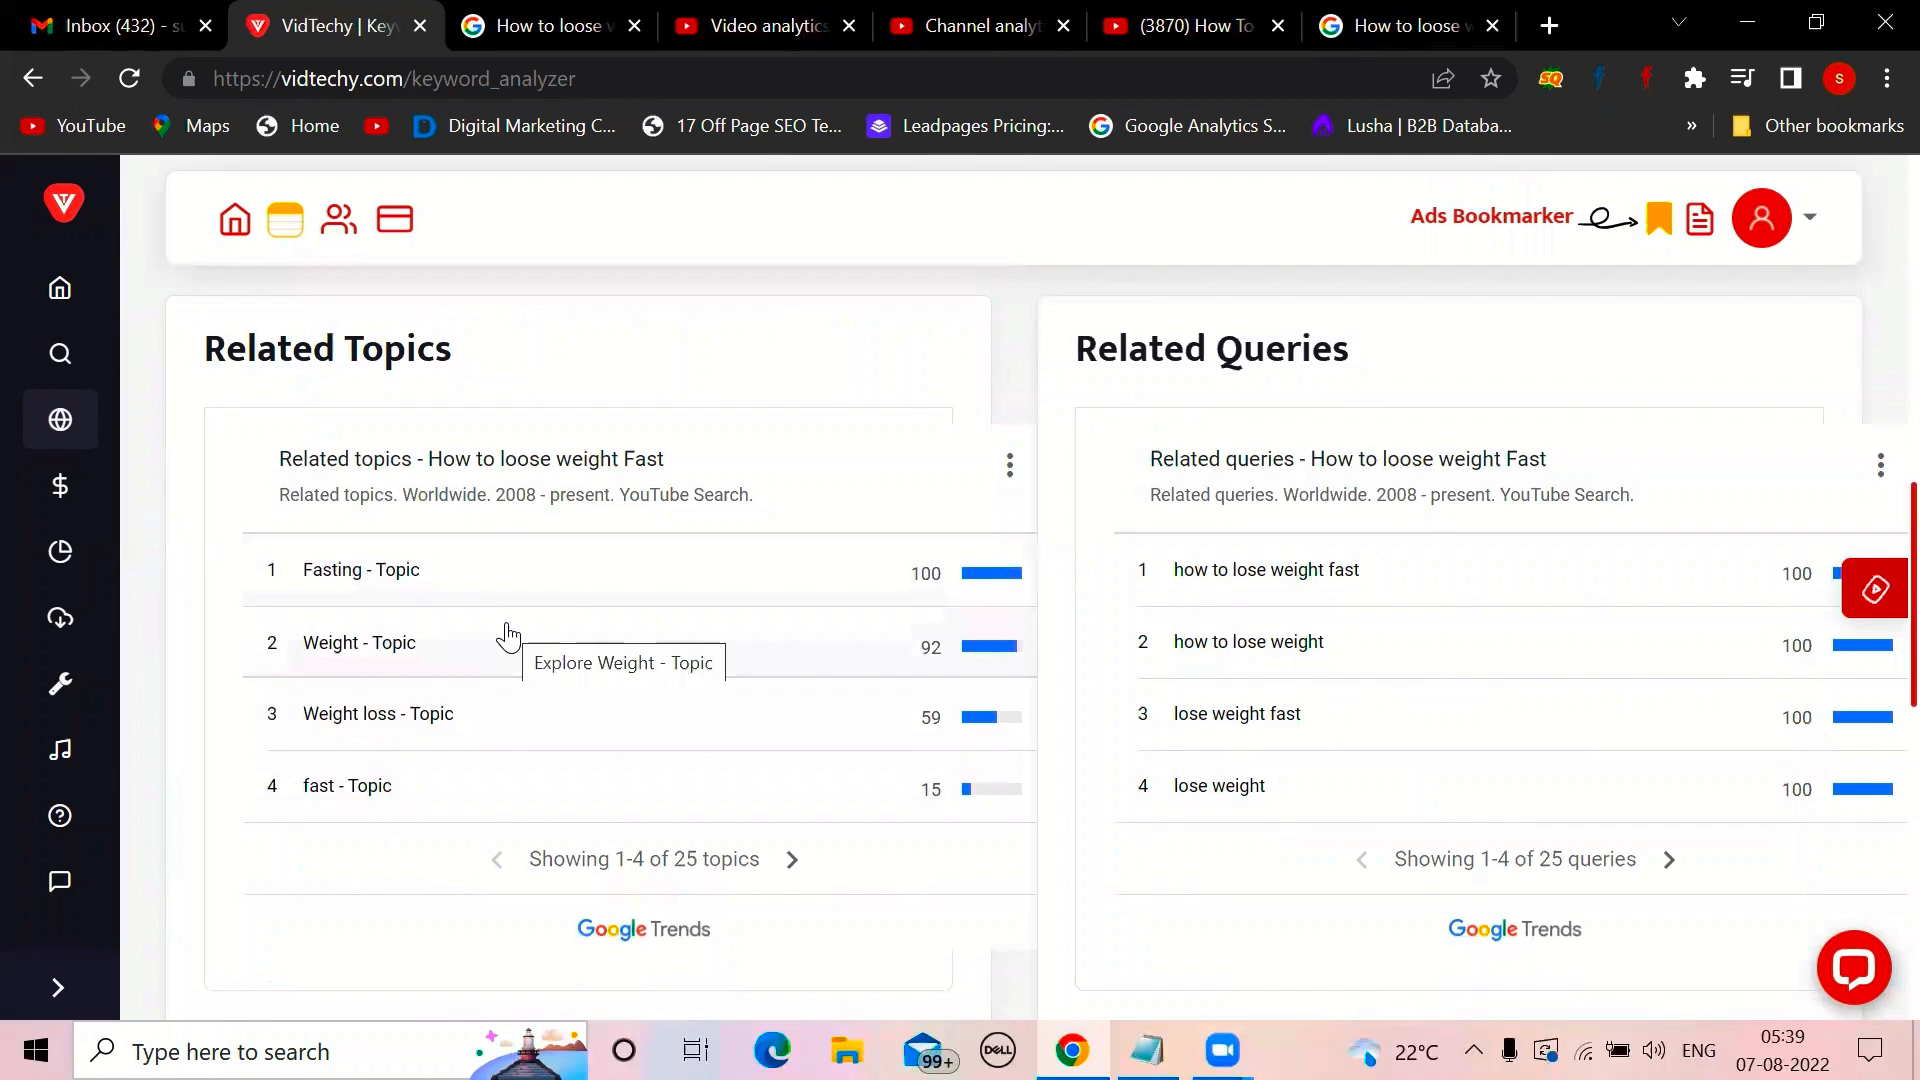 Inbox (432) - su
VidTechy | Key
How to loose w
Video analytics
Channel analyt
(3870) How To
How to loose w
https://vidtechy.com/keyword_analyzer
SQ
s
YouTube
Maps
Home
Digital Marketing C...
17 Off Page SEO Te...
Leadpages Pricing:...
Google Analytics S...
Lusha | B2B Databa...
»
Other bookmarks
Ads Bookmarker
Related Topics
Related topics - How to loose weight Fast
Related topics. Worldwide. 2008 - present. YouTube Search.
1 Fasting - Topic 100
2 Weight - Topic 92
Explore Weight - Topic
3 Weight loss - Topic 59
4 fast - Topic 15
Showing 1-4 of 25 topics
Google Trends
Related Queries
Related queries - How to loose weight Fast
Related queries. Worldwide. 2008 - present. YouTube Search.
1 how to lose weight fast 100
2 how to lose weight 100
3 lose weight fast 100
4 lose weight 100
Showing 1-4 of 25 queries
Google Trends
Type here to search
99+
DELL
22°C
ENG
05:39
07-08-2022